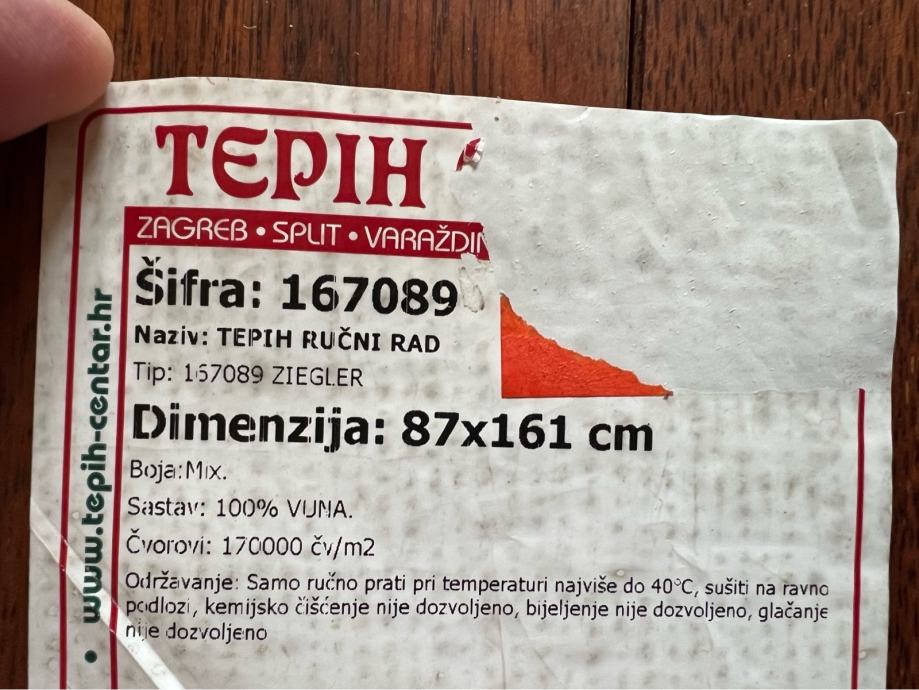 TEPIH
ZAGREB • SPLIT • VARAŽDIN
Šifra: 167089
Naziv: TEPIH RUČNI RAD
Tip: 167089 ZIEGLER
Dimenzija: 87x161 cm
Boja:Mix.
Sastav: 100% VUNA.
Čvorovi: 170000 čv/m2
Održavanje: Samo ručno prati pri temperaturi najviše do 40°C, sušiti na ravno
podlozi, kemijsko čišćenje nije dozvoljeno, bijeljenje nije dozvoljeno, glačanje
nije dozvoljeno
• www.tepih-centar.hr